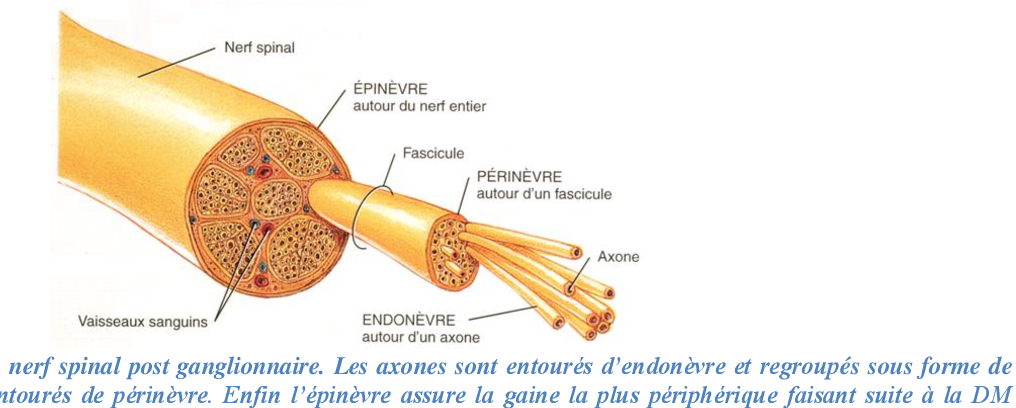 Nerf spinal
ÉPINÈVRE
autour du nerf entier
Fascicule
PÉRINÈVRE
autour d'un fascicule
Axone
Vaisseaux sanguins
ENDONÈVRE
autour d'un axone
nerf spinal post ganglionnaire. Les axones sont entourés d'endonèvre et regroupés sous forme de
ntourés de périnèvre. Enfin l'épinèvre assure la gaine la plus périphérique faisant suite à la DM